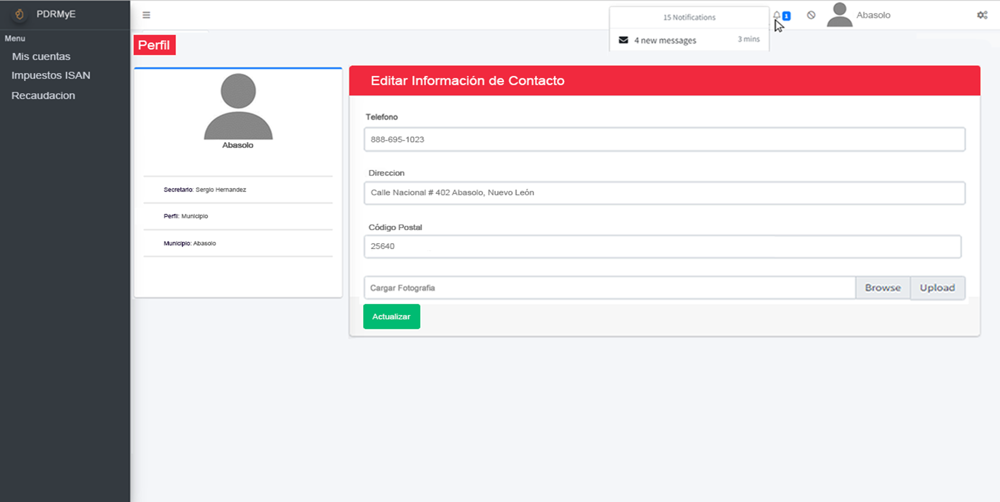 PDRMyE
Menu
Mis cuentas
Impuestos ISAN
Recaudacion
15 Notifications
4 new messages 3 mins
1
Abasolo
Perfil
Abasolo
Secretario: Sergio Hernandez
Perfil: Municipio
Municipio: Abasolo
Editar Información de Contacto
Telefono
888-695-1023
Direccion
Calle Nacional # 402 Abasolo, Nuevo León
Código Postal
25640
Cargar Fotografia Browse Upload
Actualizar